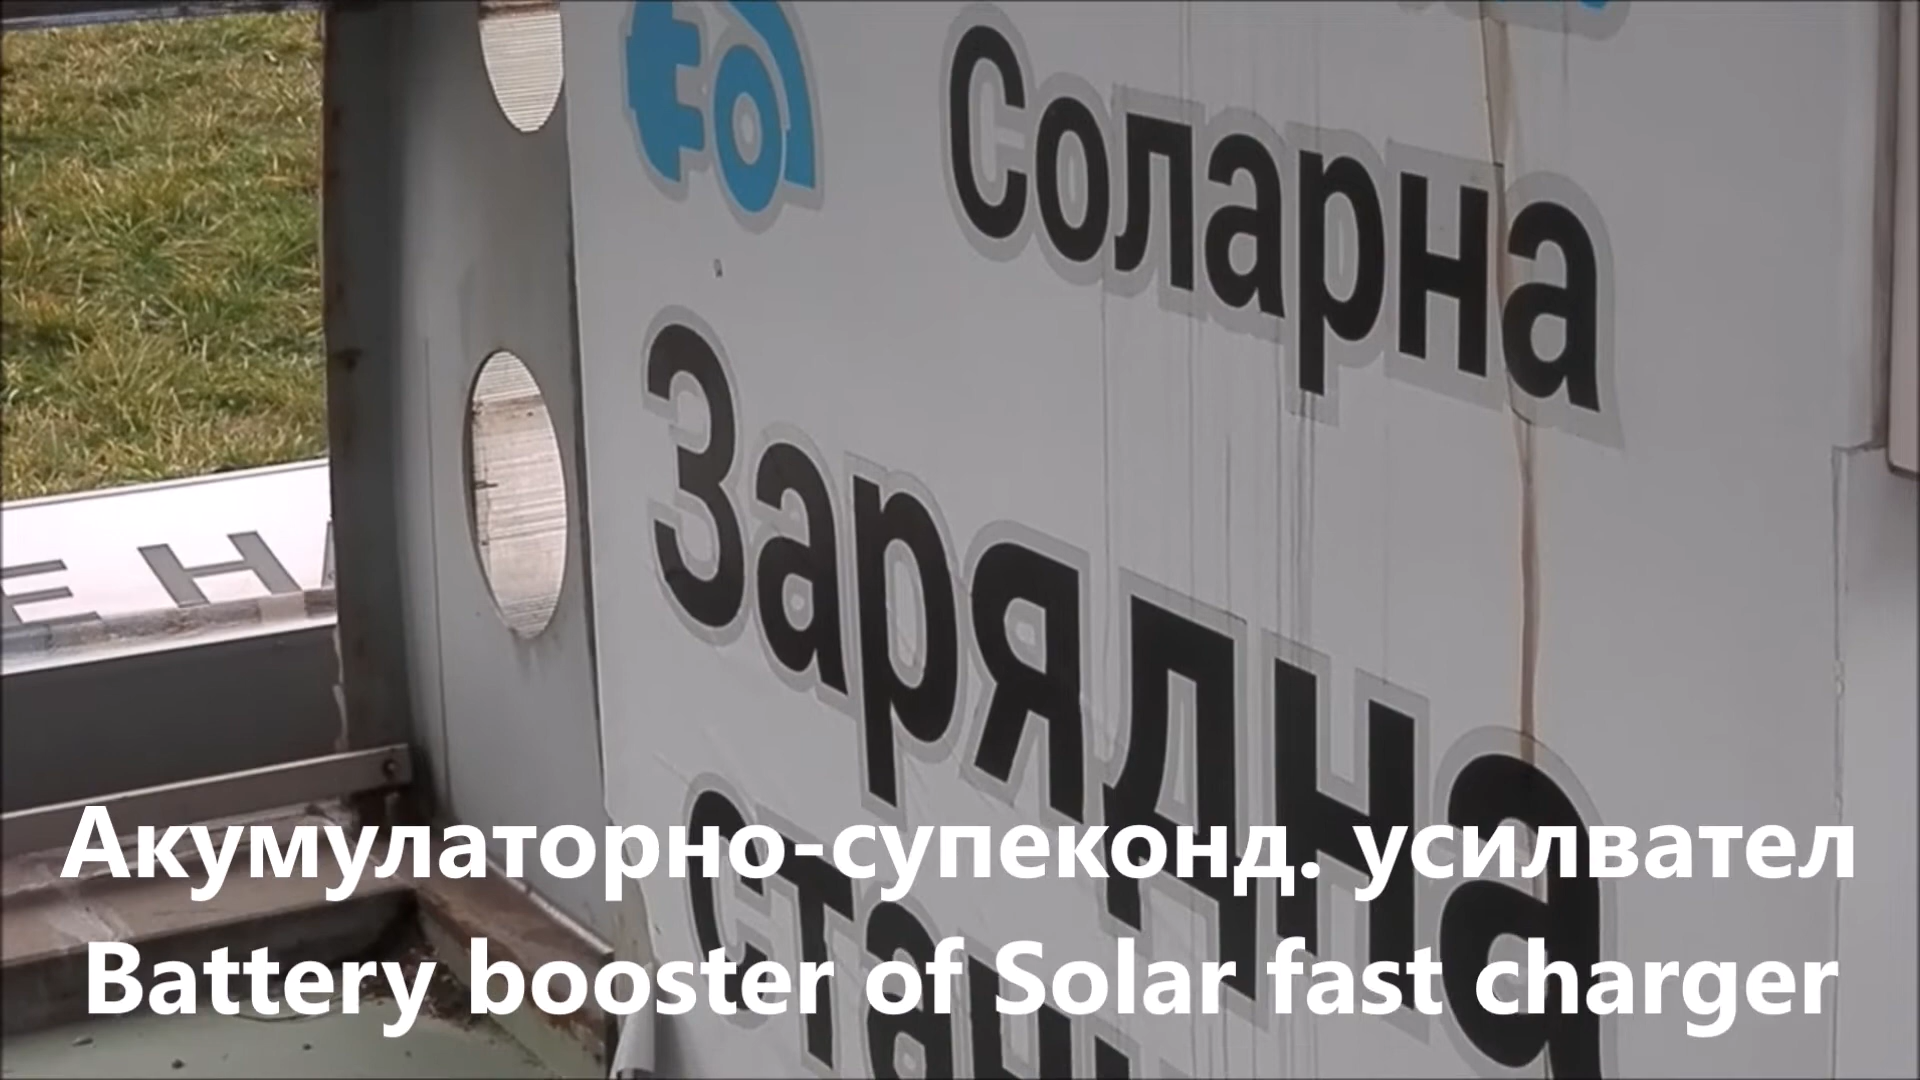 Соларна
Зарядна
Акумулаторно-супеконд. усилвател
Battery booster of Solar fast charger